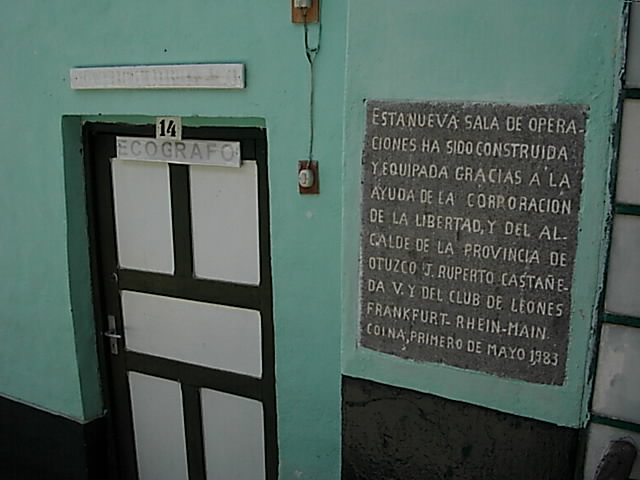 14
ECOGRAFO
ESTA NUEVA SALA DE OPERA-
CIONES HA SIDO CONSTRUIDA
Y EQUIPADA GRACIAS A LA
AYUDA DE LA CORPORACIÓN
DE LA LIBERTAD, Y DEL AL-
CALDE DE LA PROVINCIA DE
OTUZCO J. RUPERTO CASTAÑE-
DA V. Y DEL CLUB DE LEONES
FRANKFURT-RHEIN-MAIN
COINA, PRIMERO DE MAYO 1983